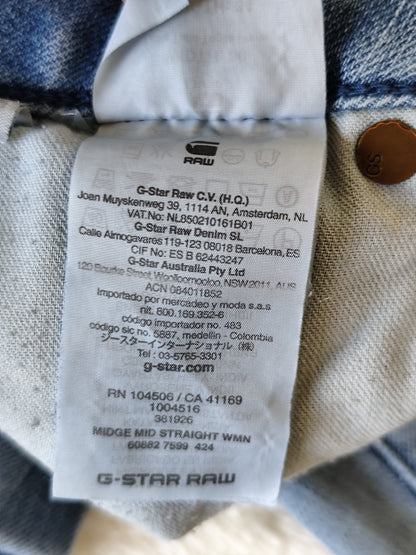 RAW
G-Star Raw C.V. (H.Q.)
Joan Muyskenweg 39, 1114 AN, Amsterdam, NL
VAT.No: NL850210161B01
G-Star Raw Denim SL
Calle Almogavares 119-123 08018 Barcelona, ES
CIF No: ES B 62443247
G-Star Australia Pty Ltd
120 Bourke Street Woolloomooloo, NSW2011, AUS
ACN 084011852
Importado por mercadeo y moda s.a.s
nit. 800.169.352-6
código importador no. 483
código sic no. 5887, medellin - Colombia
ジースターインターナショナル (株)
Tel : 03-5765-3301
g-star.com
RN 104506 / CA 41169
1004516
381926
MIDGE MID STRAIGHT WMN
60882 7599 424
G-STAR RAW
GS